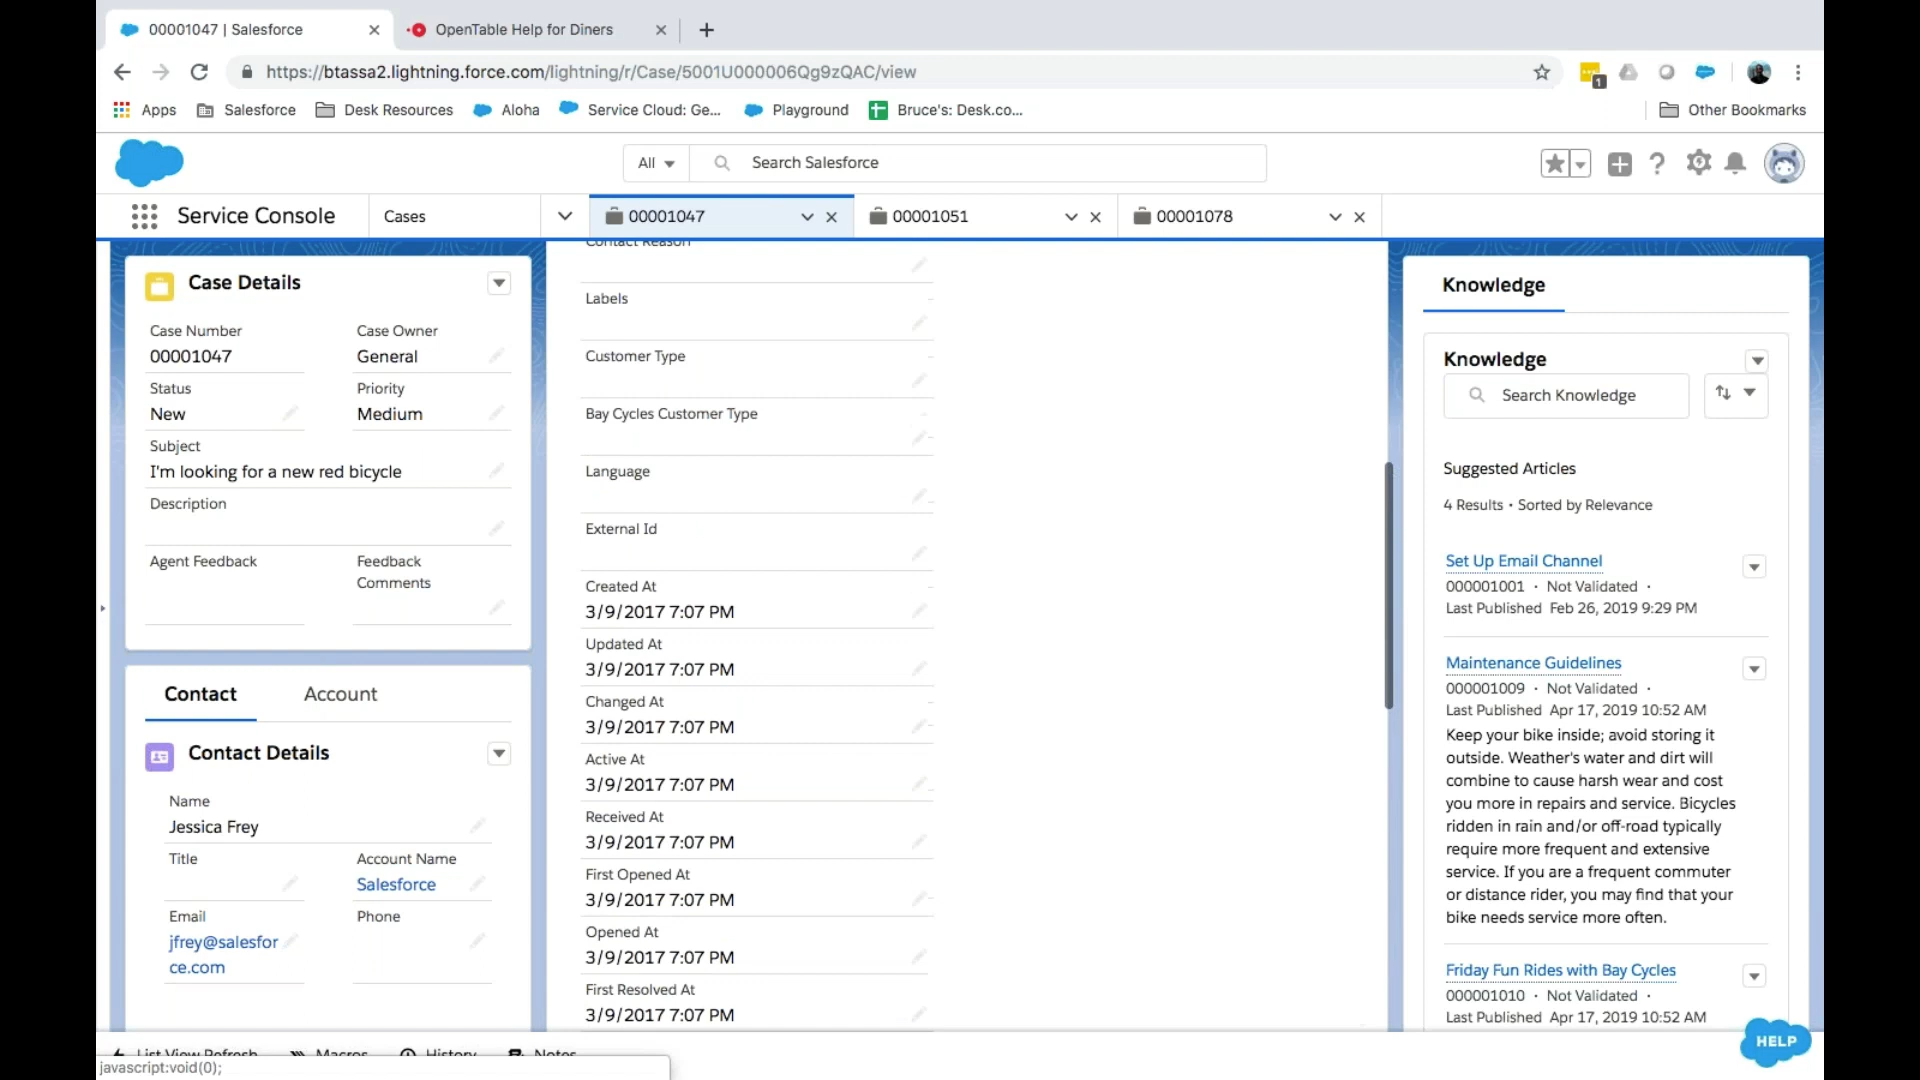 00001047 | Salesforce
OpenTable Help for Diners
https://btassa2.lightning.force.com/lightning/r/Case/5001U000006Qg9zQAC/view
1
Apps
Salesforce
Desk Resources
Aloha
Service Cloud: Ge...
Playground
Bruce's: Desk.co...
Other Bookmarks
All
Search Salesforce
Service Console
Cases
00001047
00001051
00001078
Case Details
Case Number
Case Owner
00001047
General
Status
Priority
New
Medium
Subject
I'm looking for a new red bicycle
Description
Agent Feedback
Feedback
Comments
Contact
Account
Contact Details
Name
Jessica Frey
Title
Account Name
Salesforce
Email
Phone
jfrey@salesfor
ce.com
Contact Reason
Labels
Customer Type
Bay Cycles Customer Type
Language
External Id
Created At
3/9/2017 7:07 PM
Updated At
3/9/2017 7:07 PM
Changed At
3/9/2017 7:07 PM
Active At
3/9/2017 7:07 PM
Received At
3/9/2017 7:07 PM
First Opened At
3/9/2017 7:07 PM
Opened At
3/9/2017 7:07 PM
First Resolved At
3/9/2017 7:07 PM
Knowledge
Knowledge
Search Knowledge
Suggested Articles
4 Results • Sorted by Relevance
Set Up Email Channel
000001001 • Not Validated •
Last Published Feb 26, 2019 9:29 PM
Maintenance Guidelines
000001009 • Not Validated •
Last Published Apr 17, 2019 10:52 AM
Keep your bike inside; avoid storing it
outside. Weather's water and dirt will
combine to cause harsh wear and cost
you more in repairs and service. Bicycles
ridden in rain and/or off-road typically
require more frequent and extensive
service. If you are a frequent commuter
or distance rider, you may find that your
bike needs service more often.
Friday Fun Rides with Bay Cycles
000001010 • Not Validated •
Last Published Apr 17, 2019 10:52 AM
HELP
List View Refresh
Macros
History
Notes
javascript:void(0);